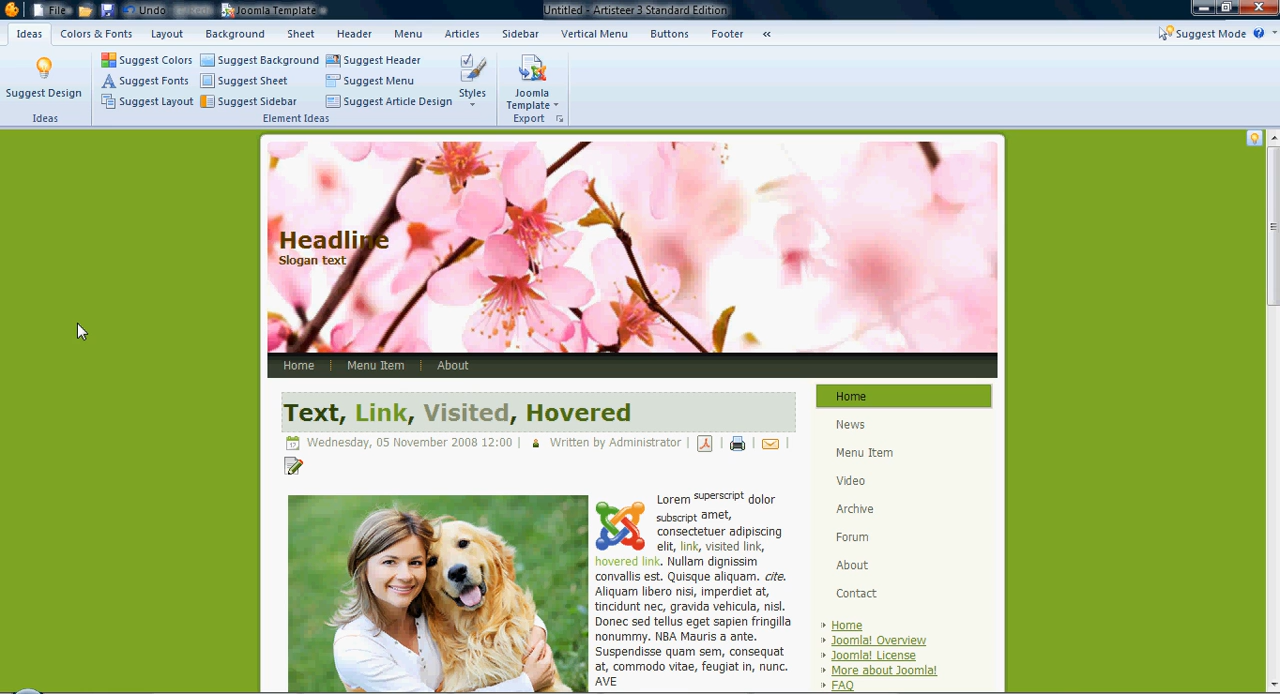 File Undo Joomla Template Untitled - Artisteer 3 Standard Edition
Ideas Colors & Fonts Layout Background Sheet Header Menu Articles Sidebar Vertical Menu Buttons Footer « Suggest Mode
Suggest Colors Suggest Background Suggest Header
Suggest Fonts Suggest Sheet Suggest Menu
Suggest Layout Suggest Sidebar Suggest Article Design
Suggest Design
Styles
Joomla
Template
Ideas Element Ideas Export
Headline
Slogan text
Home Menu Item About
Text, Link, Visited, Hovered
Wednesday, 05 November 2008 12:00 | Written by Administrator | | | |
Lorem superscript dolor
subscript amet,
consectetuer adipiscing
elit, link, visited link,
hovered link. Nullam dignissim
convallis est. Quisque aliquam. cite.
Aliquam libero nisi, imperdiet at,
tincidunt nec, gravida vehicula, nisl.
Donec sed tellus eget sapien fringilla
nonummy. NBA Mauris a ante.
Suspendisse quam sem, consequat
at, commodo vitae, feugiat in, nunc.
AVE
Home
News
Menu Item
Video
Archive
Forum
About
Contact
Home
Joomla! Overview
Joomla! License
More about Joomla!
FAQ